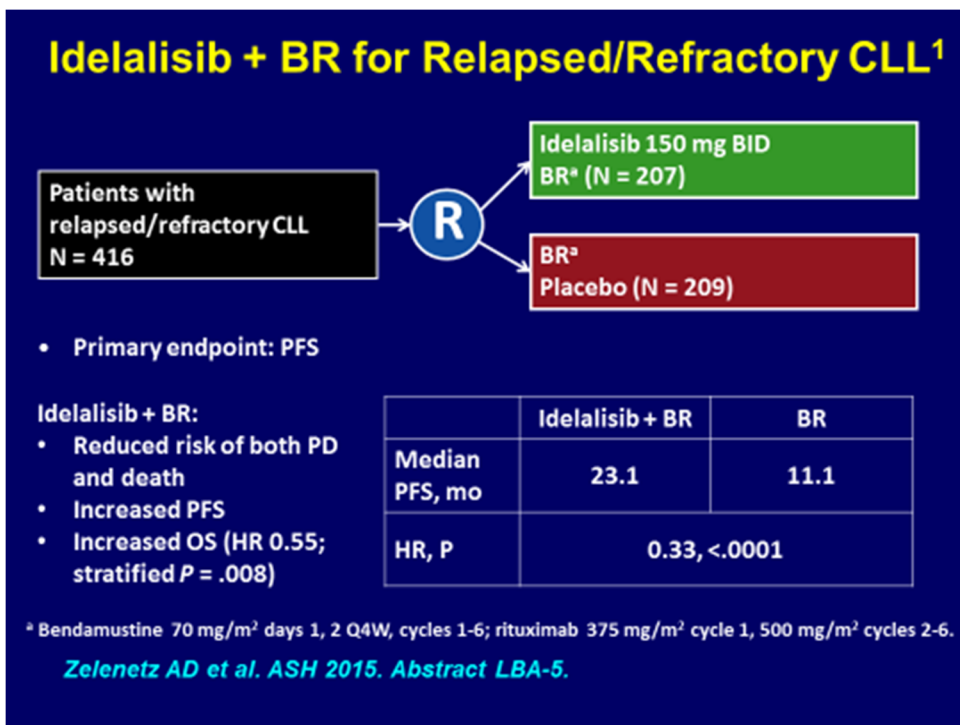 Idelalisib + BR for Relapsed/Refractory CLL¹
Patients with
relapsed/refractory CLL
N = 416
R
Idelalisib 150 mg BID
BRᵃ (N = 207)
BRᵃ
Placebo (N = 209)
• Primary endpoint: PFS
Idelalisib + BR:
• Reduced risk of both PD
and death
• Increased PFS
• Increased OS (HR 0.55;
stratified P = .008)
Idelalisib + BR BR
Median
PFS, mo 23.1 11.1
HR, P 0.33, <.0001
ᵃ Bendamustine 70 mg/m² days 1, 2 Q4W, cycles 1-6; rituximab 375 mg/m² cycle 1, 500 mg/m² cycles 2-6.
Zelenetz AD et al. ASH 2015. Abstract LBA-5.